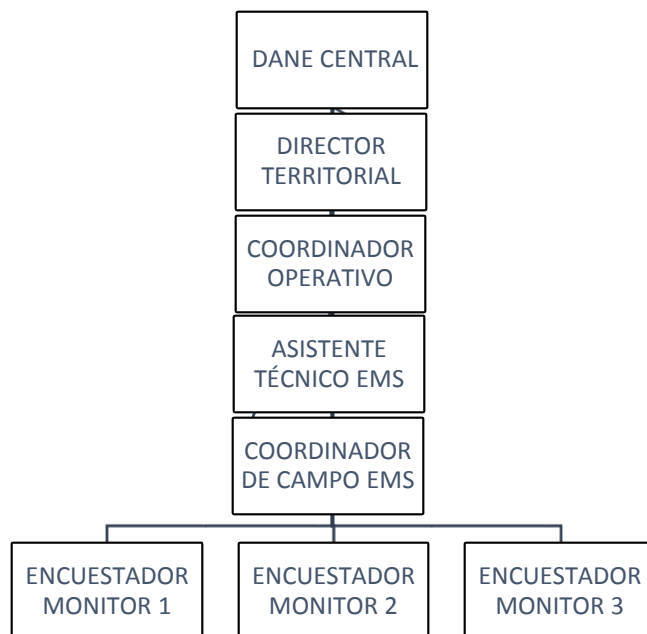 DANE CENTRAL
DIRECTOR
TERRITORIAL
COORDINADOR
OPERATIVO
ASISTENTE
TÉCNICO EMS
COORDINADOR
DE CAMPO EMS
ENCUESTADOR
MONITOR 1
ENCUESTADOR
MONITOR 2
ENCUESTADOR
MONITOR 3